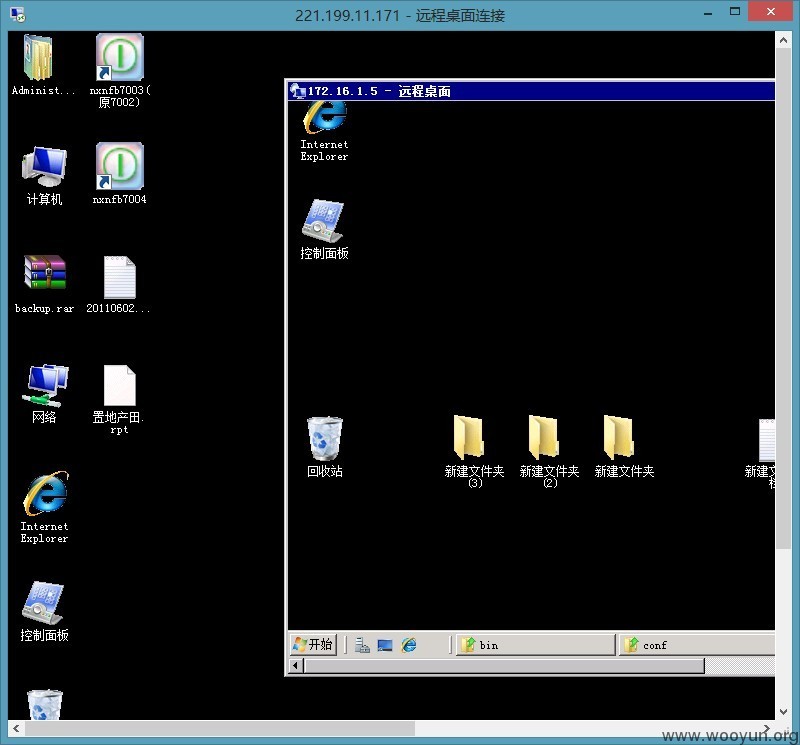 221.199.11.171 - 远程桌面连接
Administ...
nxnfb7003(
原7002)
172.16.1.5 - 远程桌面
Internet
Explorer
计算机
nxnfb7004
控制面板
backup.rar
20110602...
网络
置地产田.
rpt
回收站
新建文件夹
(3)
新建文件夹
(2)
新建文件夹
新建文
Internet
Explorer
控制面板
开始
bin
conf
www.wooyun.org